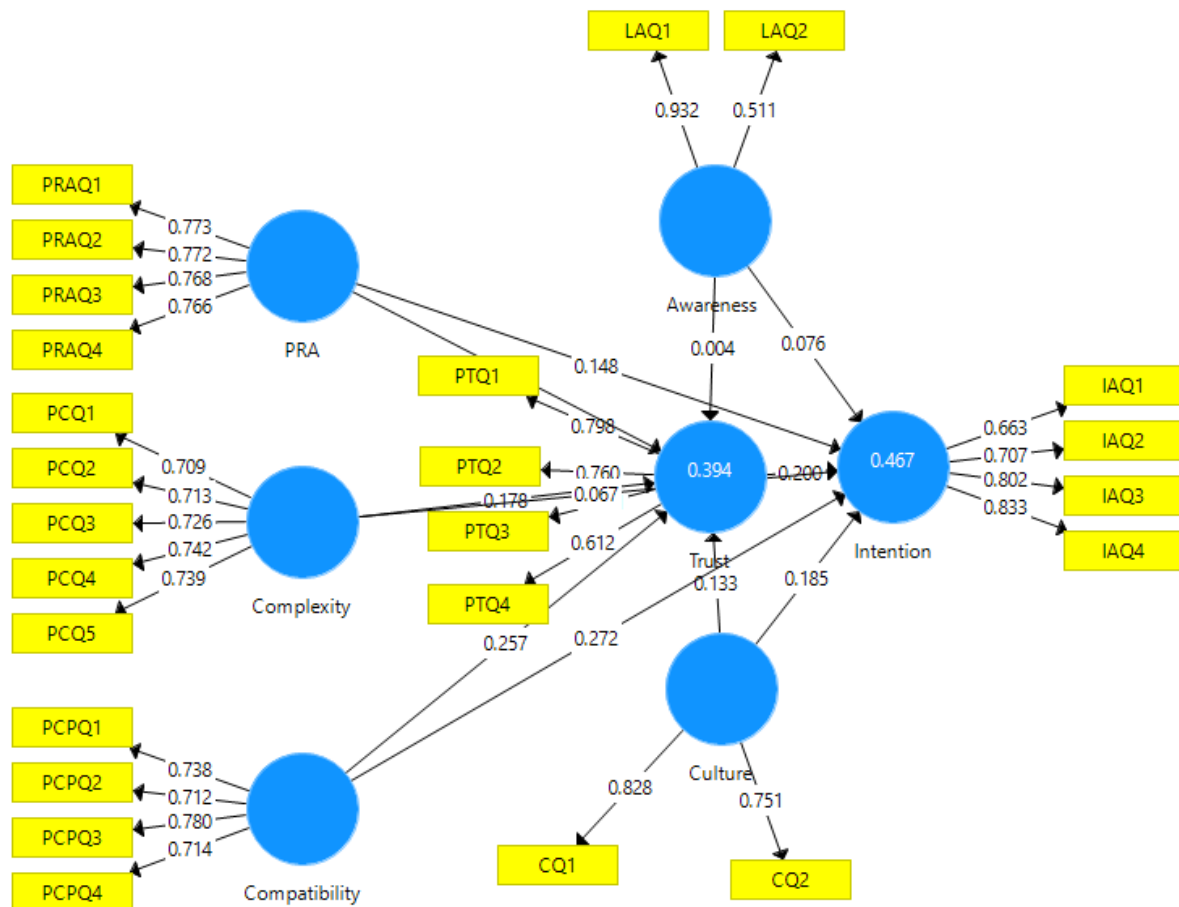 LAQ1
LAQ2
0.932
0.511
PRAQ1
PRAQ2
PRAQ3
PRAQ4
0.773
0.772
0.768
0.766
PRA
Awareness
0.004
0.076
0.148
PTQ1
0.798
PTQ2
0.760
PTQ3
PTQ4
0.612
0.178
0.067
0.394
Trust
0.200
0.467
Intention
IAQ1
IAQ2
IAQ3
IAQ4
0.663
0.707
0.802
0.833
PCQ1
PCQ2
PCQ3
PCQ4
PCQ5
0.709
0.713
0.726
0.742
0.739
Complexity
0.133
0.185
0.257
0.272
PCPQ1
PCPQ2
PCPQ3
PCPQ4
0.738
0.712
0.780
0.714
Compatibility
Culture
0.828
0.751
CQ1
CQ2